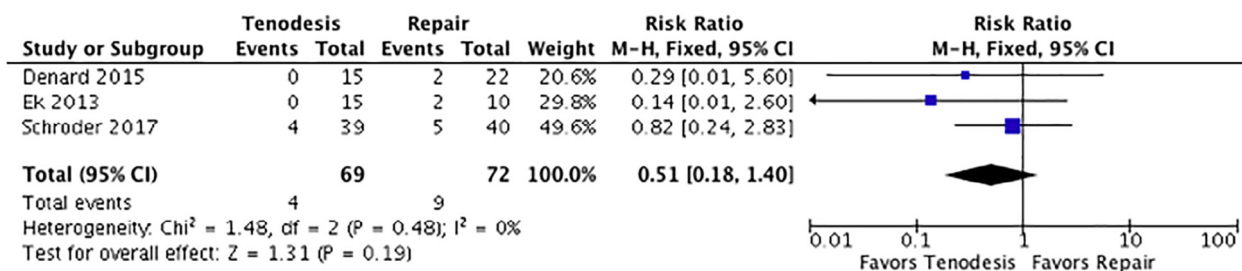 Tenodesis Repair Risk Ratio Risk Ratio
Study or Subgroup Events Total Events Total Weight M-H, Fixed, 95% CI M-H, Fixed, 95% CI
Denard 2015 0 15 2 22 20.6% 0.29 [0.01, 5.60]
Ek 2013 0 15 2 10 29.8% 0.14 [0.01, 2.60]
Schroder 2017 4 39 5 40 49.6% 0.82 [0.24, 2.83]
Total (95% CI) 69 72 100.0% 0.51 [0.18, 1.40]
Total events 4 9
Heterogeneity: Chi² = 1.48, df = 2 (P = 0.48); I² = 0%
Test for overall effect: Z = 1.31 (P = 0.19)
0.01 0.1 1 10 100
Favors Tenodesis Favors Repair